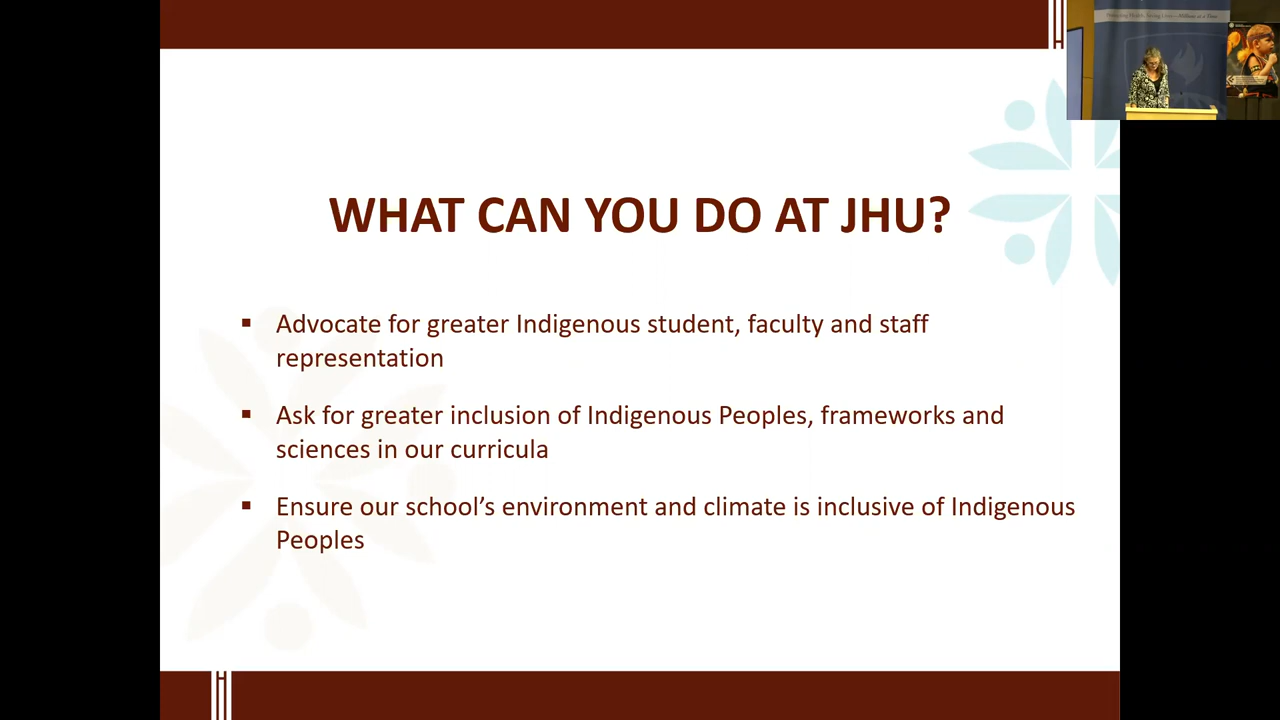 WHAT CAN YOU DO AT JHU?
▪ Advocate for greater Indigenous student, faculty and staff
representation
▪ Ask for greater inclusion of Indigenous Peoples, frameworks and
sciences in our curricula
▪ Ensure our school’s environment and climate is inclusive of Indigenous
Peoples